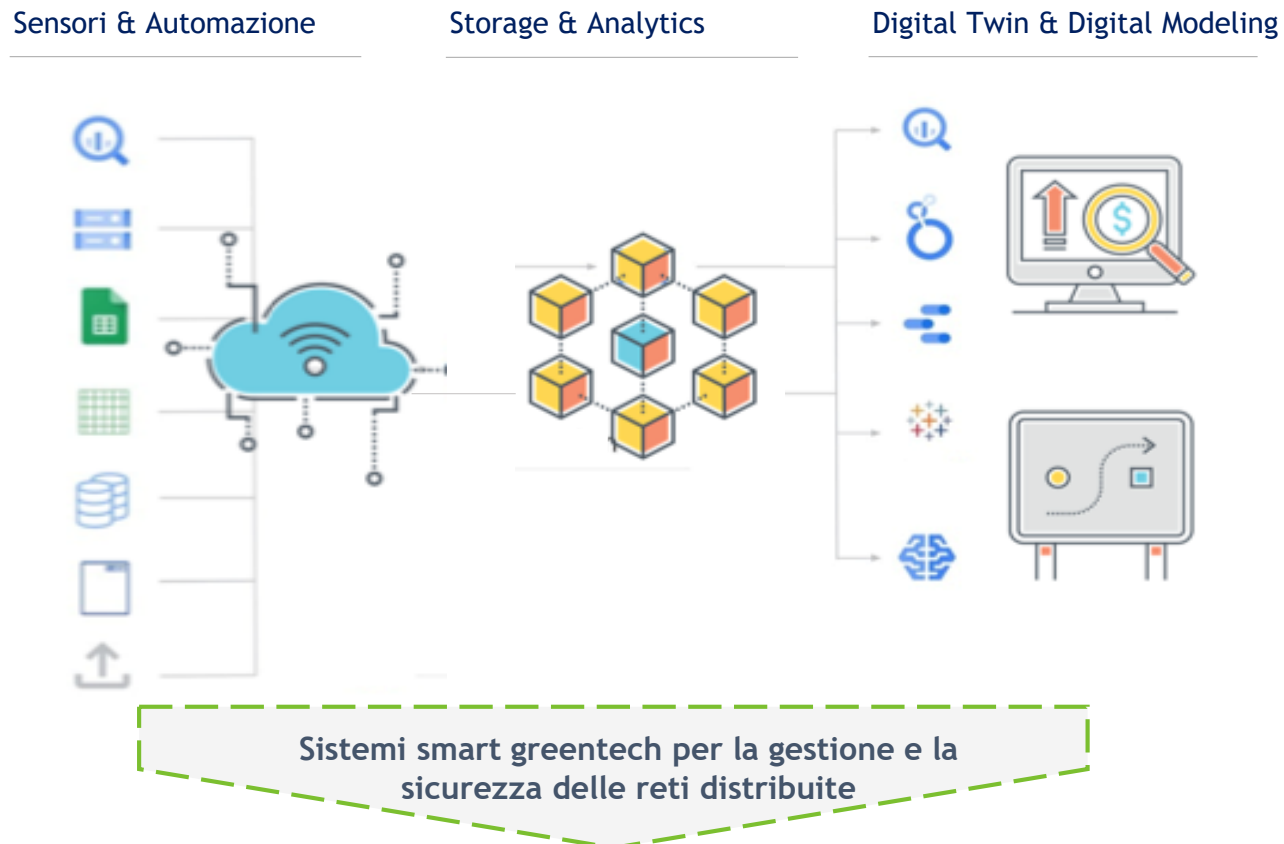 Sensori & Automazione
Storage & Analytics
Digital Twin & Digital Modeling
$
Sistemi smart greentech per la gestione e la
sicurezza delle reti distribuite